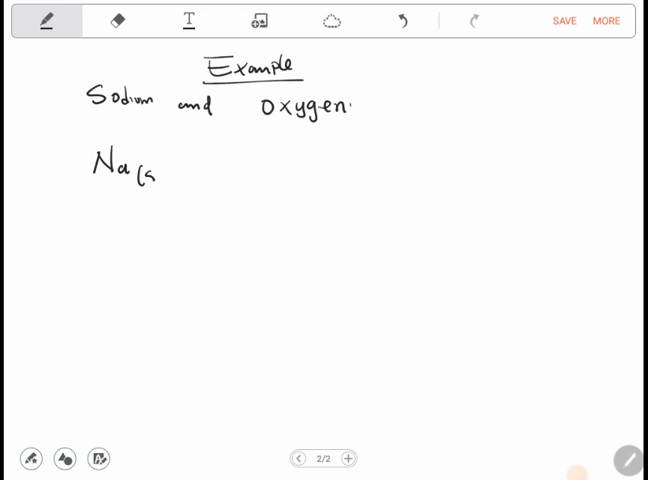 T
SAVE MORE
Example
Sodium and Oxygen.
Na(s
2/2